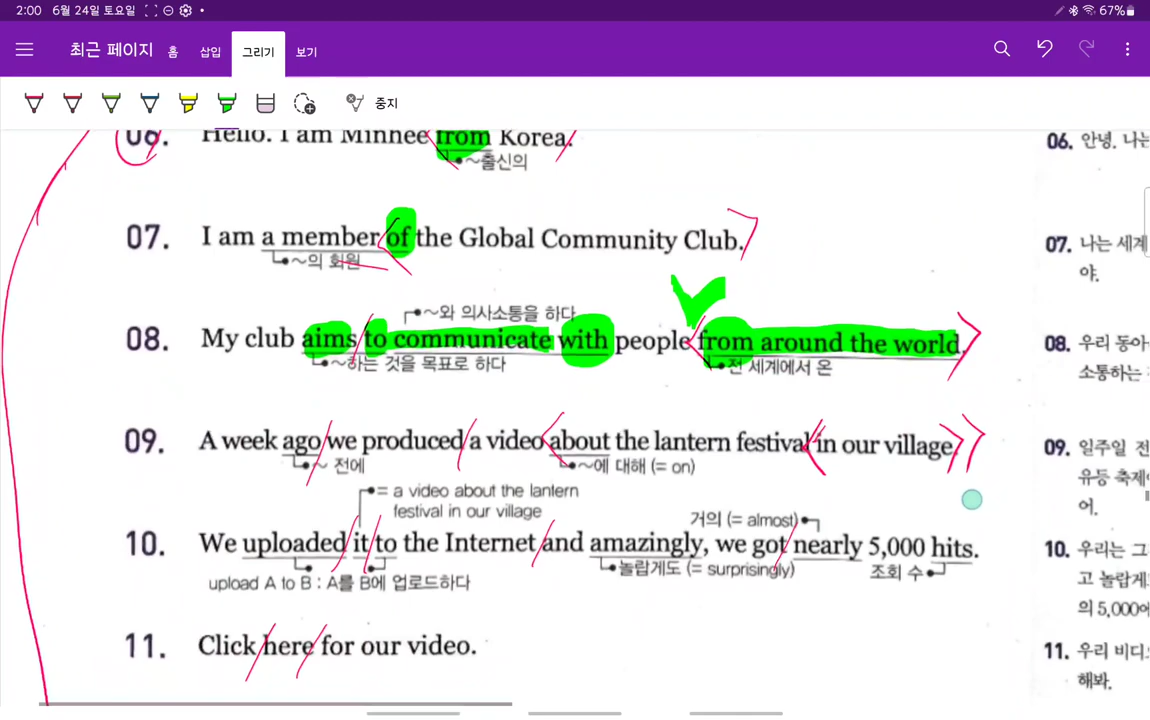 2:00 6월 24일 토요일 67%
최근 페이지 홈 삽입 그리기 보기
중지
06. Hello. I am Minhee from Korea.
~출신의
06. 안녕. 나는
07. I am a member of the Global Community Club.
~의 회원
07. 나는 세계
야.
~와 의사소통을 하다
08. My club aims to communicate with people from around the world.
~하는 것을 목표로 하다 전 세계에서 온
08. 우리 동아
소통하는
09. A week ago we produced a video about the lantern festival in our village.
~ 전에 ~에 대해 (= on)
09. 일주일 전
유등 축제
어.
= a video about the lantern
festival in our village
거의 (= almost)
10. We uploaded it to the Internet and amazingly, we got nearly 5,000 hits.
upload A to B : A를 B에 업로드하다 놀랍게도 (= surprisingly) 조회 수
10. 우리는 그
고 놀랍게
의 5,000
11. Click here for our video.
11. 우리 비디
해봐.